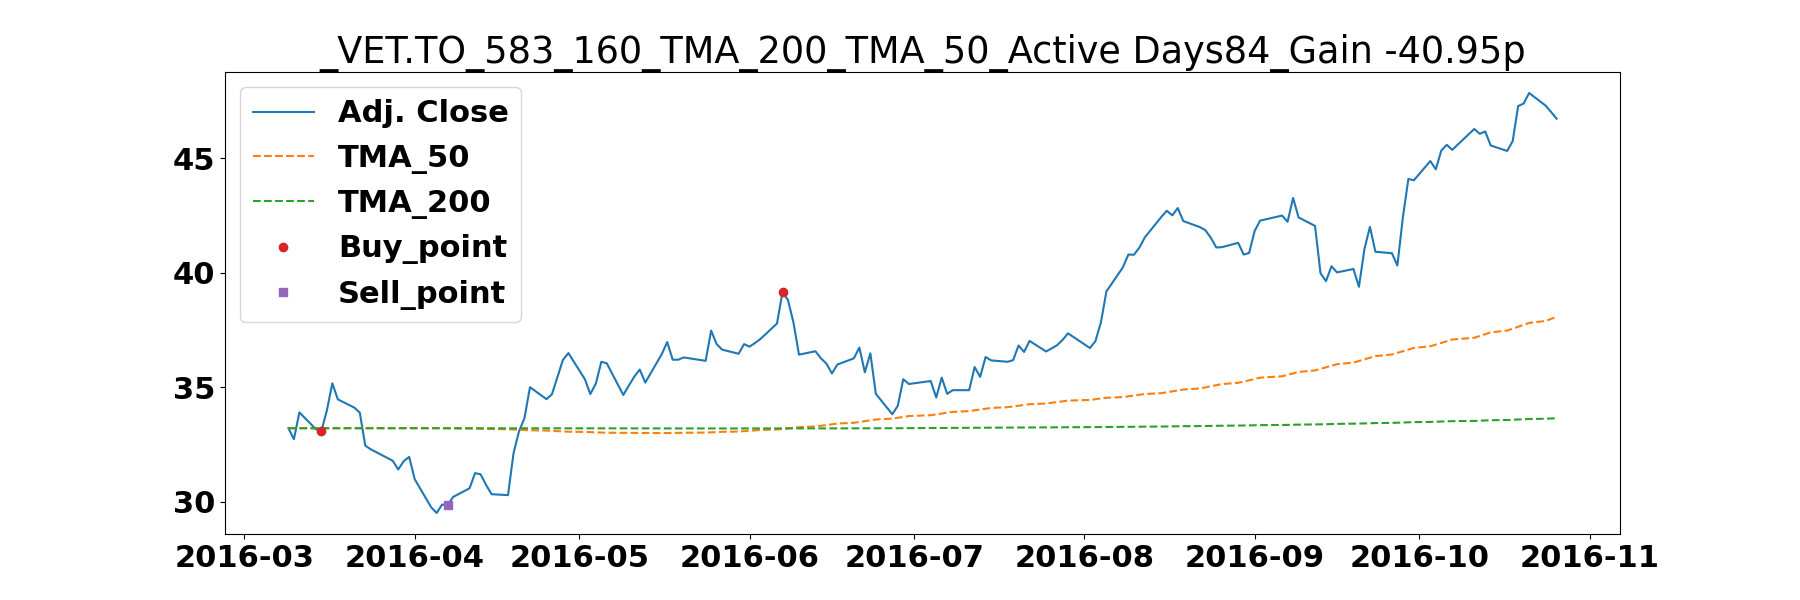 _VET.TO_583_160_TMA_200_TMA_50_Active Days84_Gain -40.95p
Adj. Close
TMA_50
TMA_200
Buy_point
Sell_point
45
40
35
30
2016-03 2016-04 2016-05 2016-06 2016-07 2016-08 2016-09 2016-10 2016-11